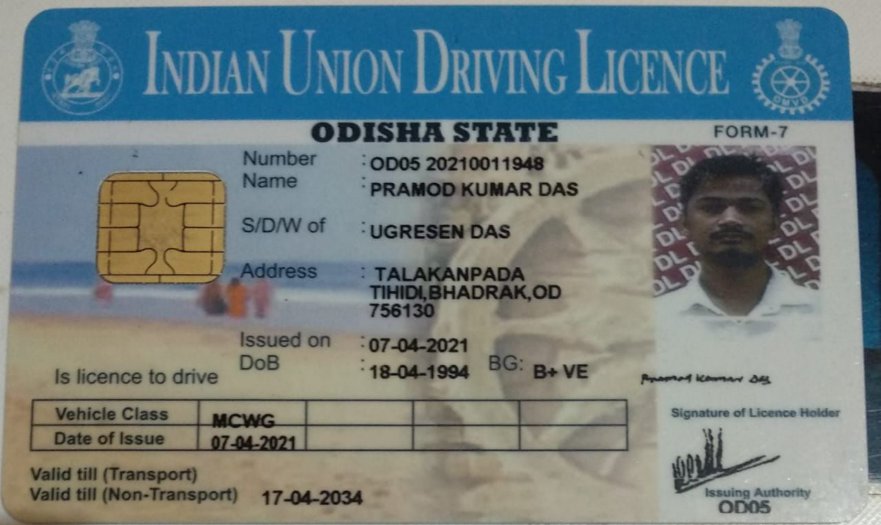 INDIAN UNION DRIVING LICENCE
ODISHA STATE
FORM-7
Number : OD05 20210011948
Name : PRAMOD KUMAR DAS
S/D/W of : UGRESEN DAS
Address : TALAKANPADA
TIHIDI,BHADRAK,OD
756130
Issued on : 07-04-2021
DoB : 18-04-1994 BG: B+ VE
Is licence to drive
Pramod Kumar Das
Vehicle Class MCWG
Signature of Licence Holder
Date of Issue 07-04-2021
Valid till (Transport)
Valid till (Non-Transport) 17-04-2034
Issuing Authority
OD05